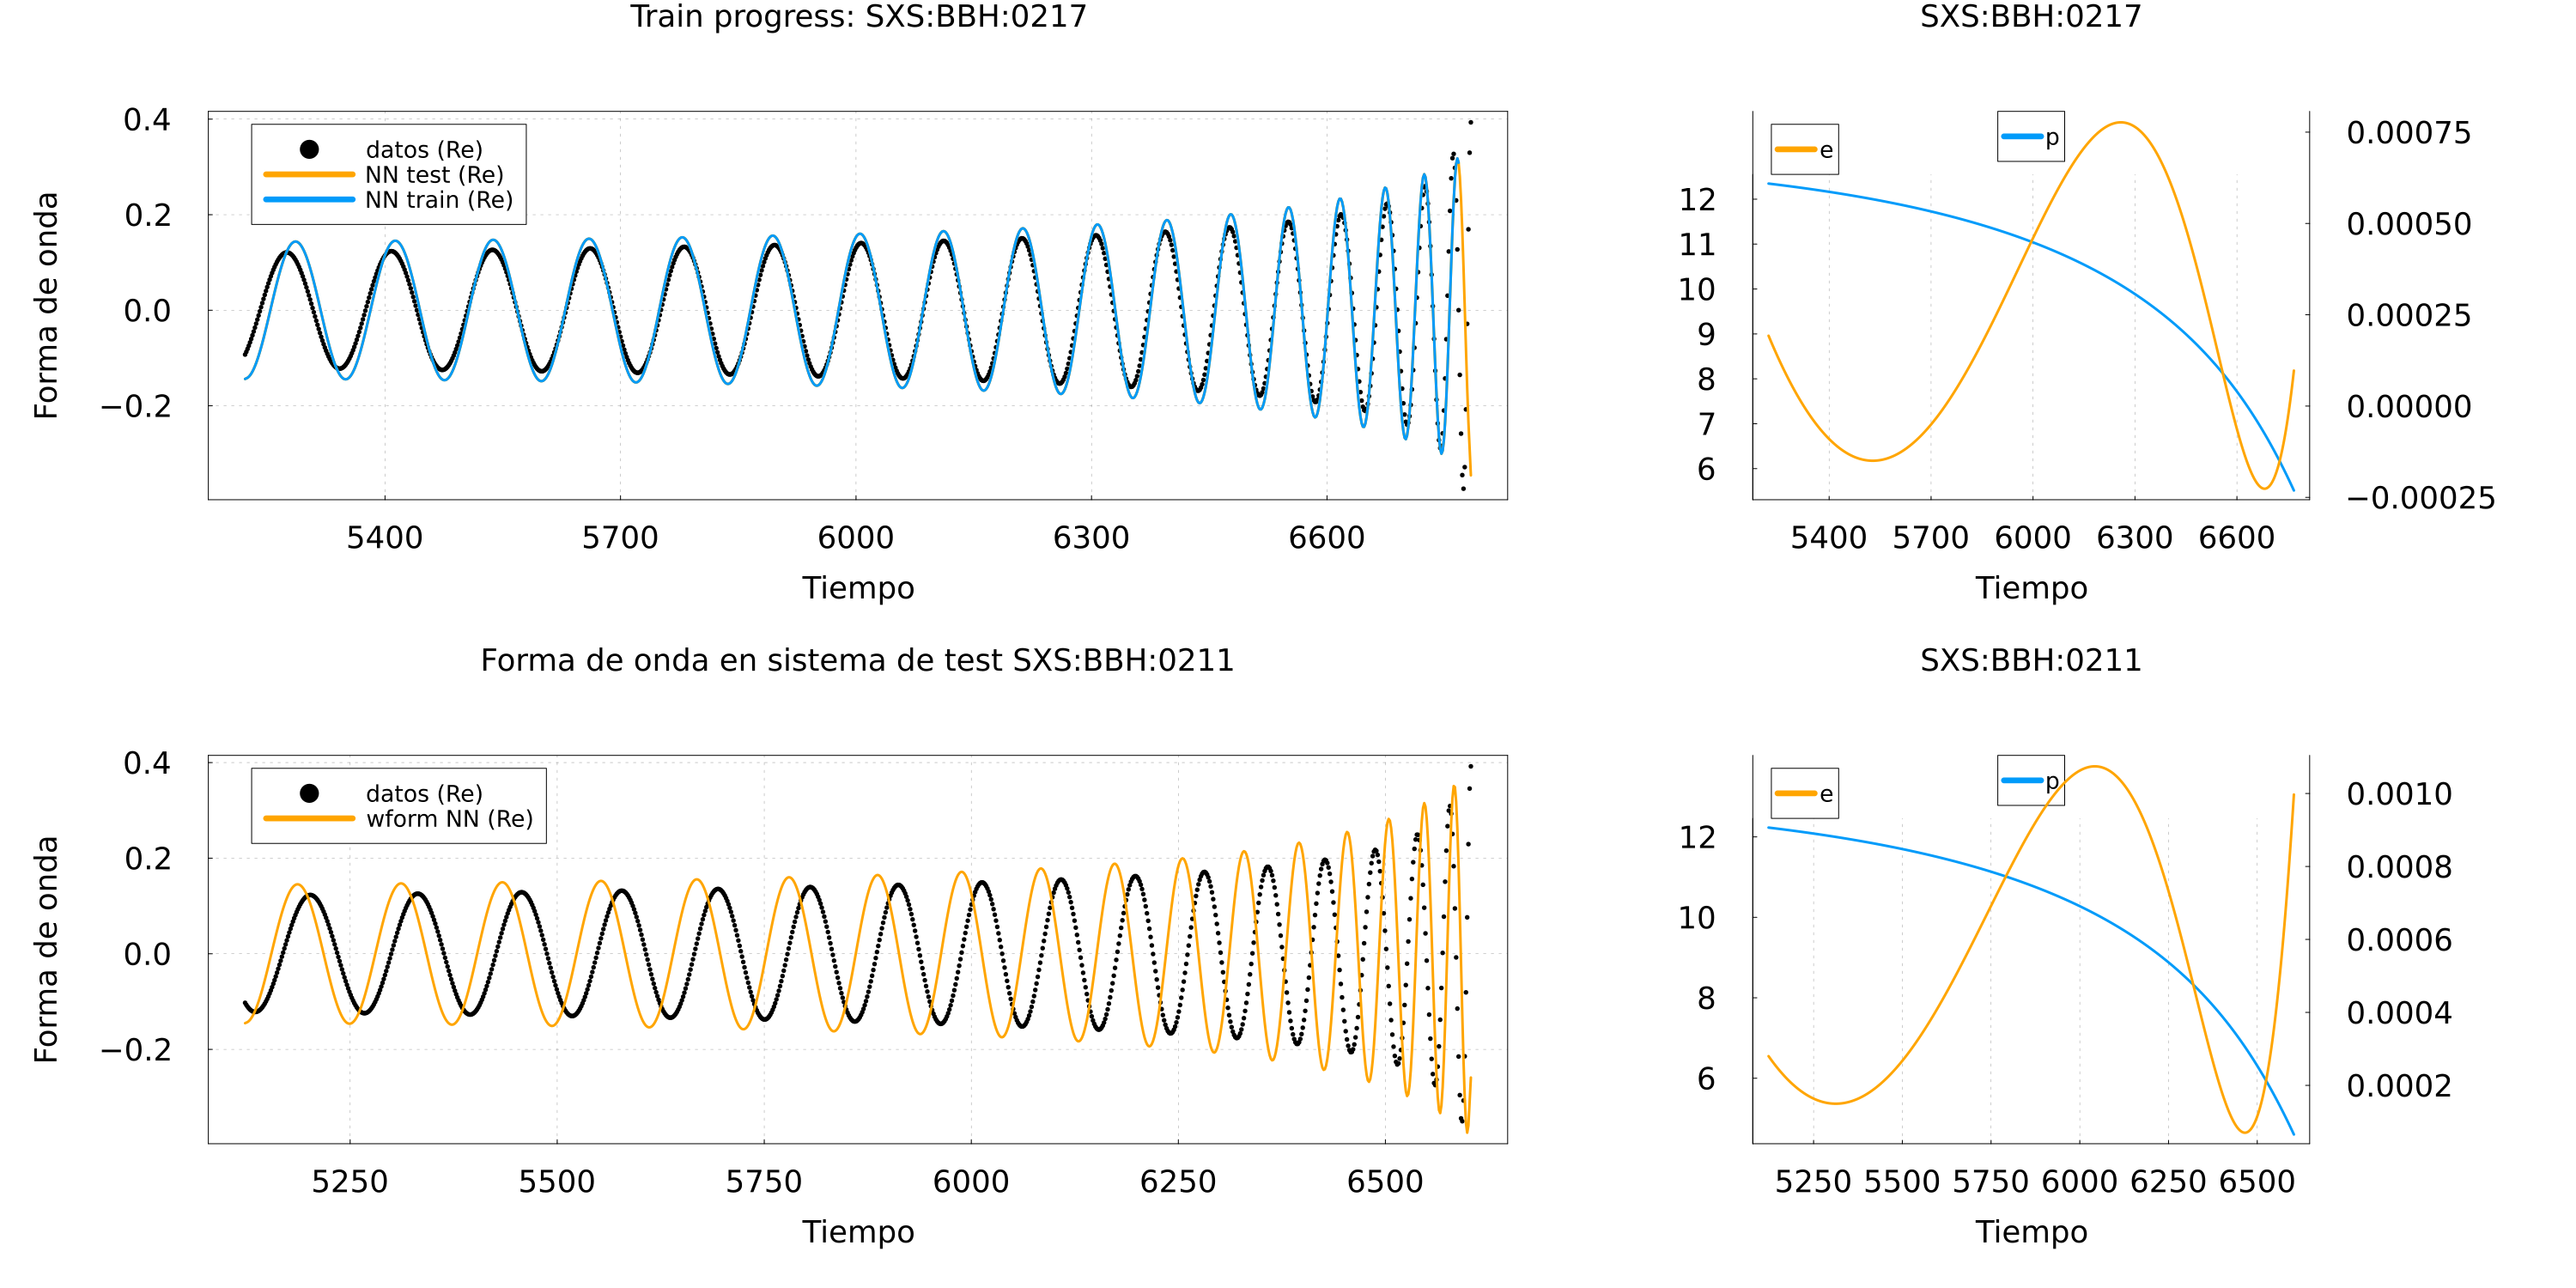 Train progress: SXS:BBH:0217
0.4
0.2
0.0
−0.2
Forma de onda
datos (Re)
NN test (Re)
NN train (Re)
5400 5700 6000 6300 6600
Tiempo
SXS:BBH:0217
e
p
12
11
10
9
8
7
6
0.00075
0.00050
0.00025
0.00000
−0.00025
5400 5700 6000 6300 6600
Tiempo
Forma de onda en sistema de test SXS:BBH:0211
0.4
0.2
0.0
−0.2
Forma de onda
datos (Re)
wform NN (Re)
5250 5500 5750 6000 6250 6500
Tiempo
SXS:BBH:0211
e
p
12
10
8
6
0.0010
0.0008
0.0006
0.0004
0.0002
5250 5500 5750 6000 6250 6500
Tiempo